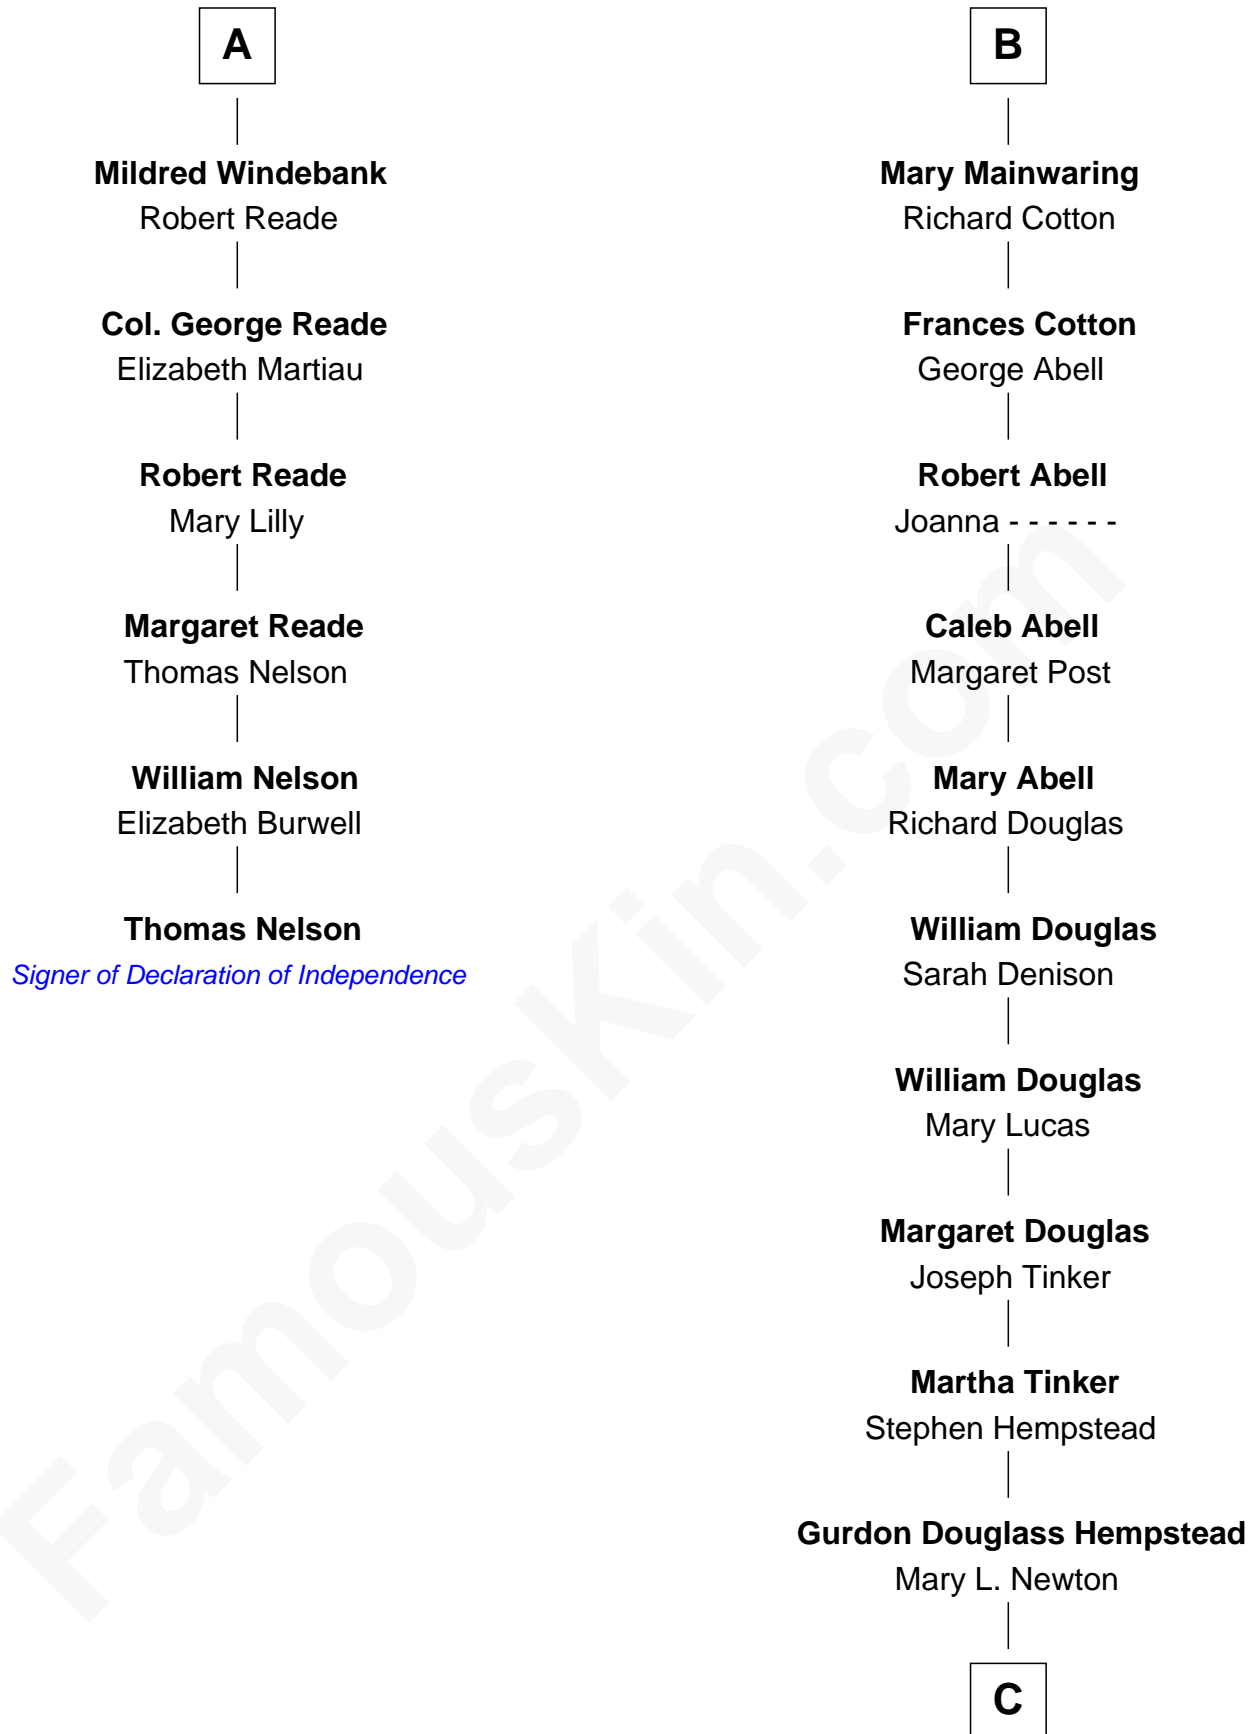 A
Mildred Windebank
Robert Reade
Col. George Reade
Elizabeth Martiau
Robert Reade
Mary Lilly
Margaret Reade
Thomas Nelson
William Nelson
Elizabeth Burwell
Thomas Nelson
Signer of Declaration of Independence
B
Mary Mainwaring
Richard Cotton
Frances Cotton
George Abell
Robert Abell
Joanna - - - - - -
Caleb Abell
Margaret Post
Mary Abell
Richard Douglas
William Douglas
Sarah Denison
William Douglas
Mary Lucas
Margaret Douglas
Joseph Tinker
Martha Tinker
Stephen Hempstead
Gurdon Douglass Hempstead
Mary L. Newton
C
FamousKin.com